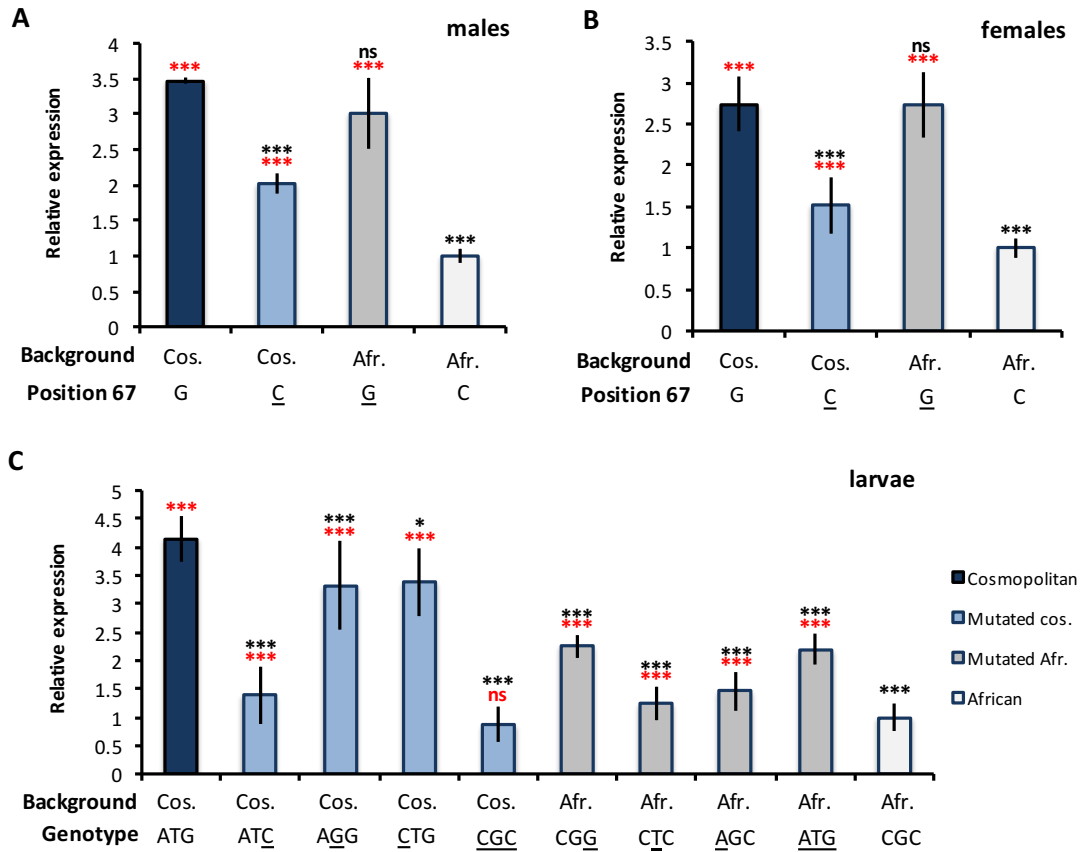 A
males
Relative expression
4
3.5
3
2.5
2
1.5
1
0.5
0
***
***
***
ns
***
***
Background Cos. Cos. Afr. Afr.
Position 67 G C G C
B
females
Relative expression
3.5
3
2.5
2
1.5
1
0.5
0
***
***
***
ns
***
***
Background Cos. Cos. Afr. Afr.
Position 67 G C G C
C
larvae
Relative expression
5
4.5
4
3.5
3
2.5
2
1.5
1
0.5
0
***
***
***
***
***
*
***
***
ns
***
***
***
***
***
***
***
***
***
Background Cos. Cos. Cos. Cos. Cos. Afr. Afr. Afr. Afr. Afr.
Genotype ATG ATC AGG CTG CGC CGG CTC AGC ATG CGC
Cosmopolitan
Mutated cos.
Mutated Afr.
African